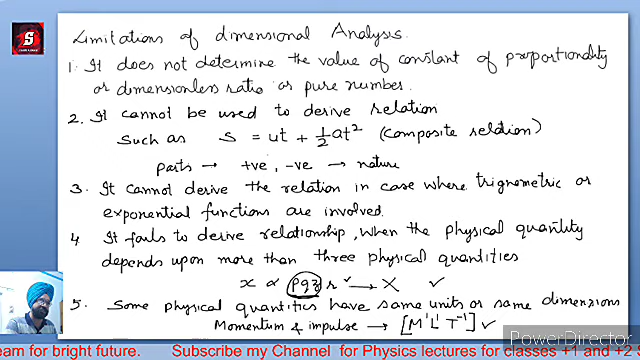 S
Limitations of dimensional Analysis.
1. It does not determine the value of constant of proportionality
or dimensionless ratio or pure number.
2. It cannot be used to derive relation
Such as S = ut + 1/2 at² (Composite relation)
parts → +ve, -ve → nature
3. It cannot derive the relation in case where trignometric or
exponential functions are involved.
4 It fails to derive relationship, when the physical quantity
depends upon more than three physical quantities
x ∝ pqz r → X ✓
5. Some physical quantities have same units or same dimensions
Momentum & impulse → [M¹L¹T⁻¹] ✓
PowerDirector
eam for bright future. Subscribe my Channel for Physics lectures for classes +1 and +2